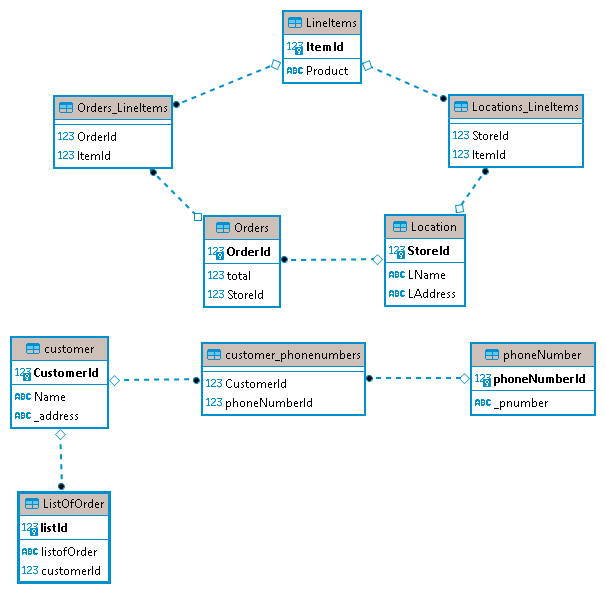 LineItems
123 ItemId
ABC Product
Orders_LineItems
123 OrderId
123 ItemId
Locations_LineItems
123 StoreId
123 ItemId
Orders
123 OrderId
123 total
123 StoreId
Location
123 StoreId
ABC LName
ABC LAddress
customer
123 CustomerId
ABC Name
ABC _address
customer_phonenumbers
123 CustomerId
123 phoneNumberId
phoneNumber
123 phoneNumberId
ABC _pnumber
ListOfOrder
123 listId
ABC listofOrder
123 customerId